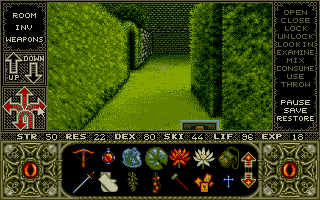 ROOM
INV
WEAPONS
UP
DOWN
OPEN
CLOSE
LOCK
UNLOCK
LOOK IN
EXAMINE
MIX
CONSUME
USE
THROW
PAUSE
SAVE
RESTORE
STR 50 RES 22 DEX 80 SKI 44 LIF 96 EXP 18